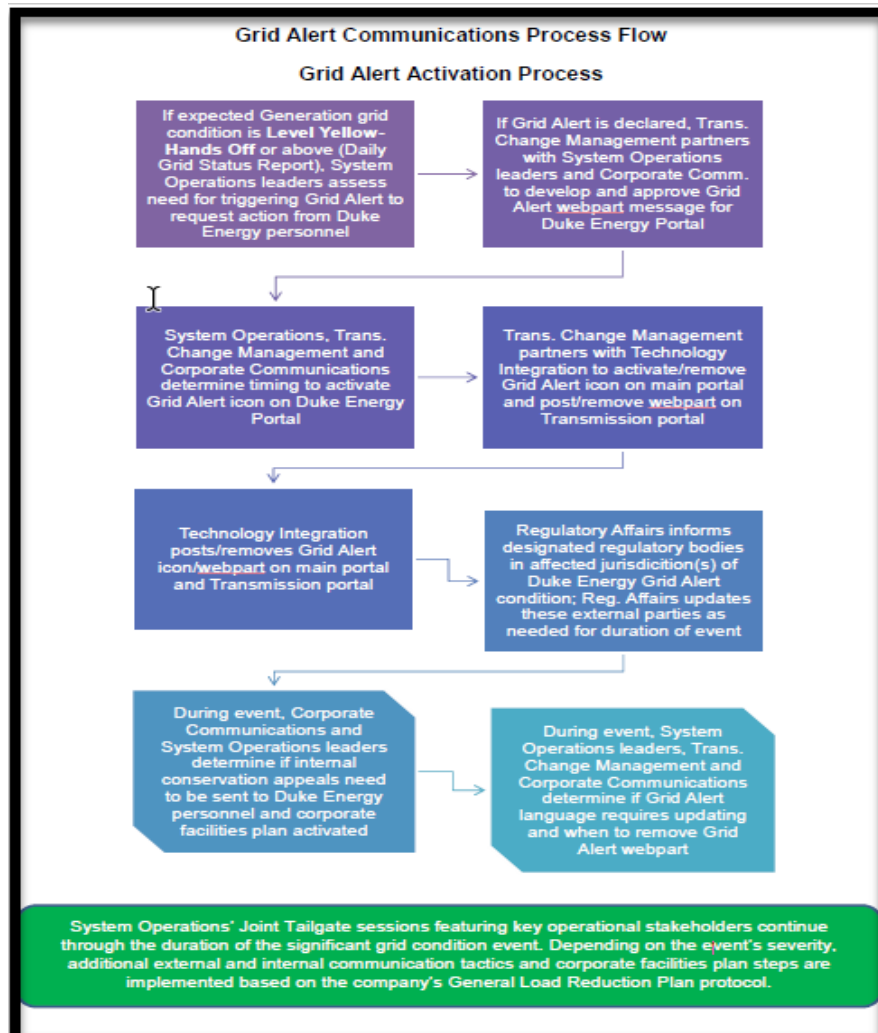 Grid Alert Communications Process Flow
Grid Alert Activation Process
If expected Generation grid
condition is Level Yellow-
Hands Off or above (Daily
Grid Status Report), System
Operations leaders assess
need for triggering Grid Alert to
request action from Duke
Energy personnel
If Grid Alert is declared, Trans.
Change Management partners
with System Operations
leaders and Corporate Comm.
to develop and approve Grid
Alert webpart message for
Duke Energy Portal
System Operations, Trans.
Change Management and
Corporate Communications
determine timing to activate
Grid Alert icon on Duke Energy
Portal
Trans. Change Management
partners with Technology
Integration to activate/remove
Grid Alert icon on main portal
and post/remove webpart on
Transmission portal
Technology Integration
posts/removes Grid Alert
icon/webpart on main portal
and Transmission portal
Regulatory Affairs informs
designated regulatory bodies
in affected jurisdicition(s) of
Duke Energy Grid Alert
condition; Reg. Affairs updates
these external parties as
needed for duration of event
During event, Corporate
Communications and
System Operations leaders
determine if internal
conservation appeals need
to be sent to Duke Energy
personnel and corporate
facilities plan activated
During event, System
Operations leaders, Trans.
Change Management and
Corporate Communications
determine if Grid Alert
language requires updating
and when to remove Grid
Alert webpart
System Operations' Joint Tailgate sessions featuring key operational stakeholders continue
through the duration of the significant grid condition event. Depending on the event's severity,
additional external and internal communication tactics and corporate facilities plan steps are
implemented based on the company's General Load Reduction Plan protocol.